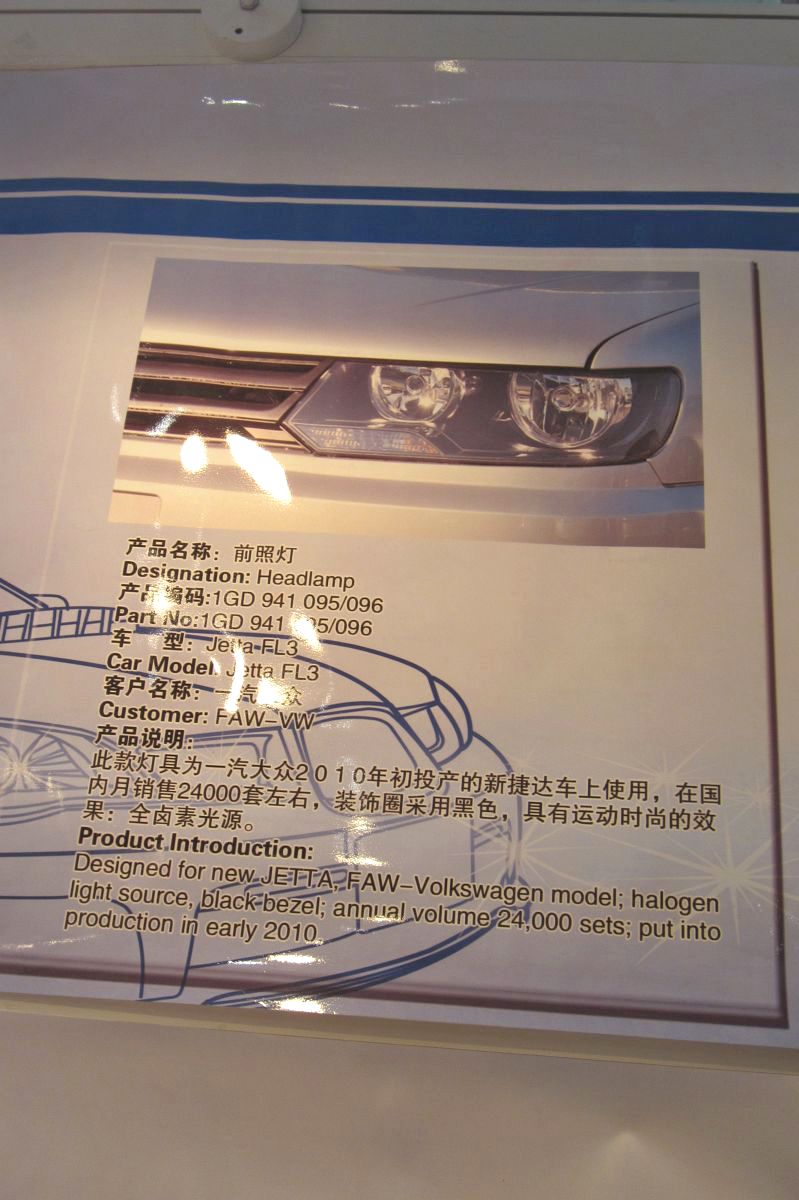 产品名称：前照灯
Designation: Headlamp
产品编码:1GD 941 095/096
Part No:1GD 941 095/096
车 型：Jetta FL3
Car Model: Jetta FL3
客户名称：一汽大众
Customer: FAW-VW
产品说明：
此款灯具为一汽大众2010年初投产的新捷达车上使用，在国
内月销售24000套左右，装饰圈采用黑色，具有运动时尚的效
果：全卤素光源。
Product Introduction:
Designed for new JETTA, FAW-Volkswagen model; halogen
light source, black bezel; annual volume 24,000 sets; put into
production in early 2010.